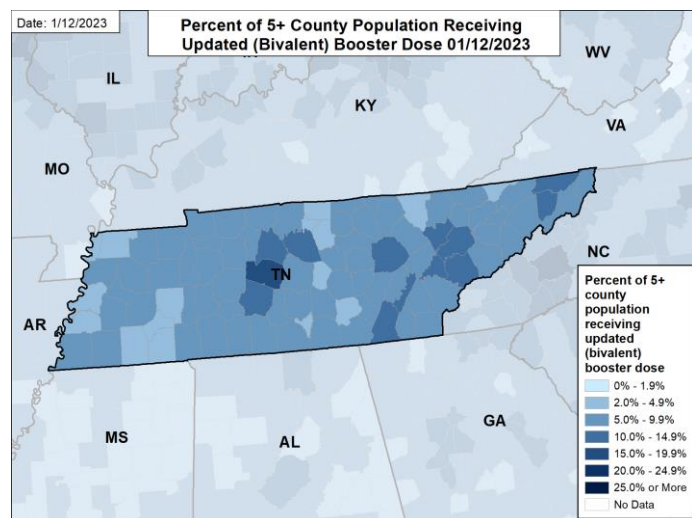 Date: 1/12/2023
Percent of 5+ County Population Receiving
Updated (Bivalent) Booster Dose 01/12/2023
WV
IL
KY
VA
MO
TN
NC
AR
MS
AL
GA
Percent of 5+
county
population
receiving
updated
(bivalent)
booster dose
0% - 1.9%
2.0% - 4.9%
5.0% - 9.9%
10.0% - 14.9%
15.0% - 19.9%
20.0% - 24.9%
25.0% or More
No Data